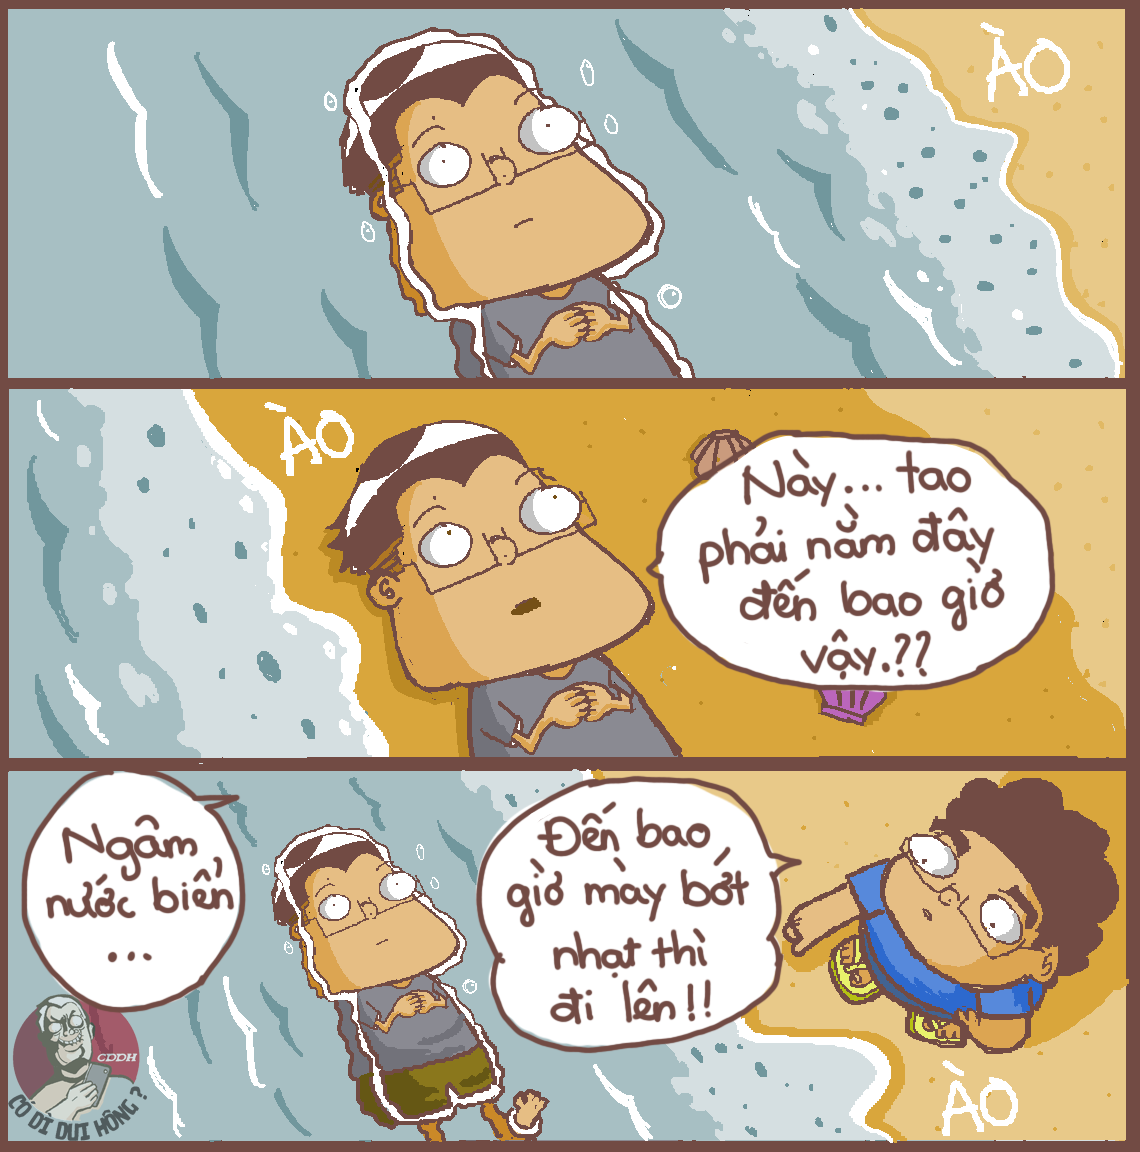 ÀO
ÀO
Này... tao
phải nằm đây
đến bao giờ
vậy.??
Ngâm
nước biển
...
Đến bao
giờ mày bớt
nhạt thì
đi lên!!
ÀO
CDDH
CÓ DÌ DUI HÔNG?